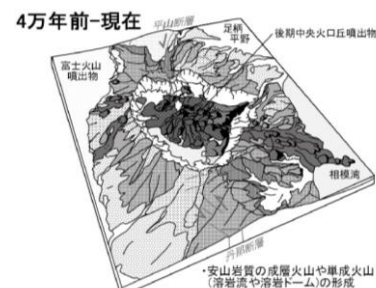 4万年前−現在
平山断層
足柄
平野
後期中央火口丘噴出物
富士火山
噴出物
相模湾
丹那断層
・安山岩質の成層火山や単成火山
(溶岩流や溶岩ドーム)の形成